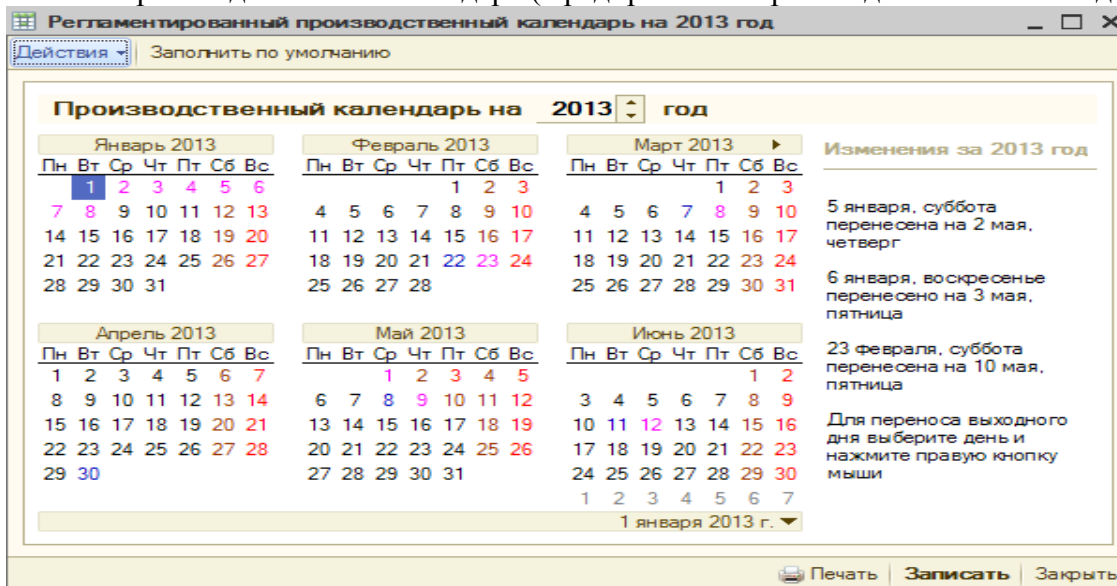 Регламентированный производственный календарь на 2013 год
Действия Заполнить по умолчанию
Производственный календарь на 2013 год
Январь 2013 Февраль 2013 Март 2013
Пн Вт Ср Чт Пт Сб Вс Пн Вт Ср Чт Пт Сб Вс Пн Вт Ср Чт Пт Сб Вс
1 2 3 4 5 6 1 2 3 1 2 3
7 8 9 10 11 12 13 4 5 6 7 8 9 10 4 5 6 7 8 9 10
14 15 16 17 18 19 20 11 12 13 14 15 16 17 11 12 13 14 15 16 17
21 22 23 24 25 26 27 18 19 20 21 22 23 24 18 19 20 21 22 23 24
28 29 30 31 25 26 27 28 25 26 27 28 29 30 31
Апрель 2013 Май 2013 Июнь 2013
Пн Вт Ср Чт Пт Сб Вс Пн Вт Ср Чт Пт Сб Вс Пн Вт Ср Чт Пт Сб Вс
1 2 3 4 5 6 7 1 2 3 4 5 1 2
8 9 10 11 12 13 14 6 7 8 9 10 11 12 3 4 5 6 7 8 9
15 16 17 18 19 20 21 13 14 15 16 17 18 19 10 11 12 13 14 15 16
22 23 24 25 26 27 28 20 21 22 23 24 25 26 17 18 19 20 21 22 23
29 30 27 28 29 30 31 24 25 26 27 28 29 30
1 2 3 4 5 6 7
1 января 2013 г.
Изменения за 2013 год
5 января, суббота
перенесена на 2 мая,
четверг
6 января, воскресенье
перенесено на 3 мая,
пятница
23 февраля, суббота
перенесена на 10 мая,
пятница
Для переноса выходного
дня выберите день и
нажмите правую кнопку
мыши
Печать Записать Закрыть